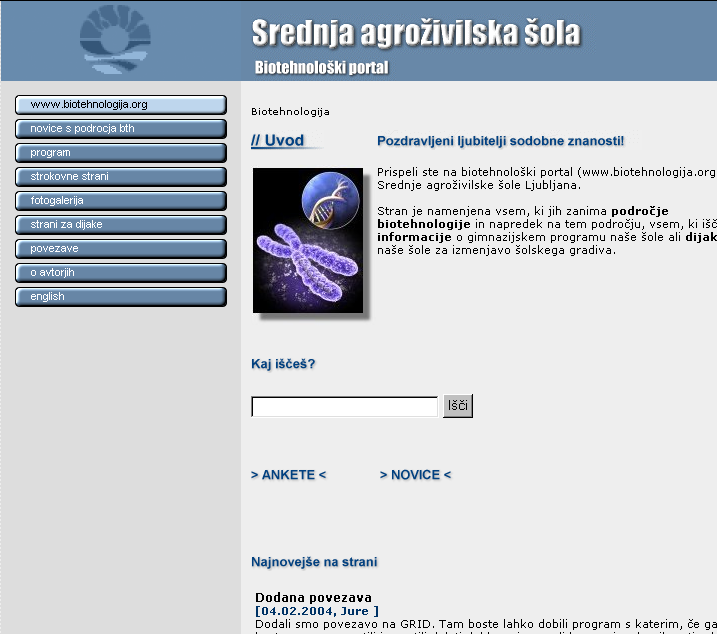 Srednja agroživilska šola
Biotehnološki portal
www.biotehnologija.org
novice s podrocja bth
program
strokovne strani
fotogalerija
strani za dijake
povezave
o avtorjih
english
Biotehnologija
// Uvod
Pozdravljeni ljubitelji sodobne znanosti!
Prispeli ste na biotehnološki portal (www.biotehnologija.org
Srednje agroživilske šole Ljubljana.
Stran je namenjena vsem, ki jih zanima področje
biotehnologije in napredek na tem področju, vsem, ki išč
informacije o gimnazijskem programu naše šole ali dijak
naše šole za izmenjavo šolskega gradiva.
Kaj iščeš?
Išči
> ANKETE <
> NOVICE <
Najnovejše na strani
Dodana povezava
[04.02.2004, Jure ]
Dodali smo povezavo na GRID. Tam boste lahko dobili program s katerim, če ga